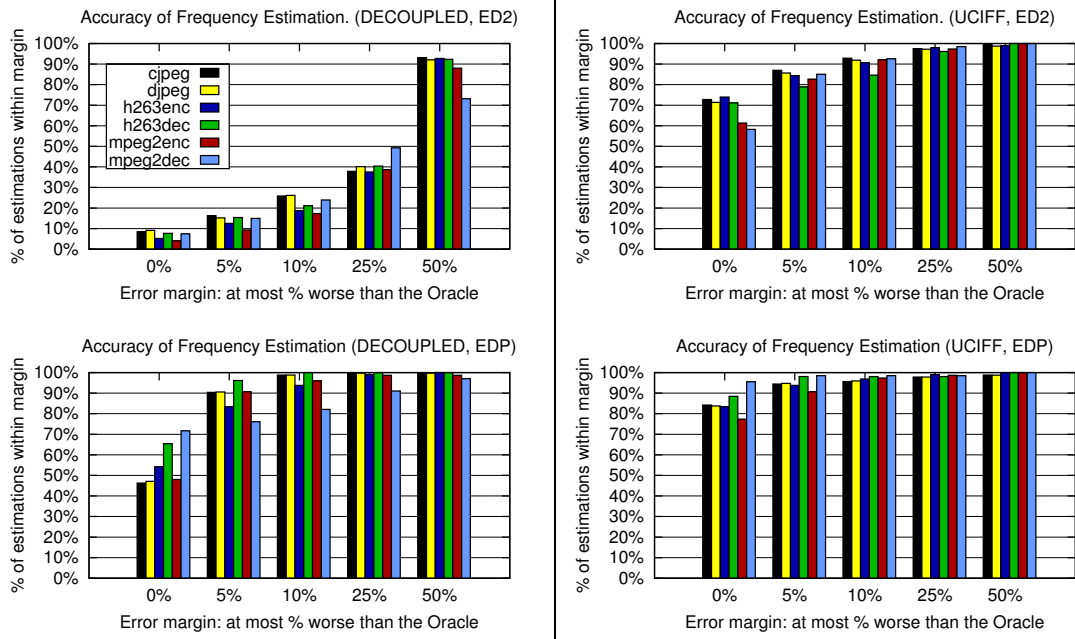 Accuracy of Frequency Estimation. (DECOUPLED, ED2)
% of estimations within margin
100%
90%
80%
70%
60%
50%
40%
30%
20%
10%
0%
cjpeg
djpeg
h263enc
h263dec
mpeg2enc
mpeg2dec
0% 5% 10% 25% 50%
Error margin: at most % worse than the Oracle
Accuracy of Frequency Estimation. (UCIFF, ED2)
% of estimations within margin
100%
90%
80%
70%
60%
50%
40%
30%
20%
10%
0%
0% 5% 10% 25% 50%
Error margin: at most % worse than the Oracle
Accuracy of Frequency Estimation (DECOUPLED, EDP)
% of estimations within margin
100%
90%
80%
70%
60%
50%
40%
30%
20%
10%
0%
0% 5% 10% 25% 50%
Error margin: at most % worse than the Oracle
Accuracy of Frequency Estimation (UCIFF, EDP)
% of estimations within margin
100%
90%
80%
70%
60%
50%
40%
30%
20%
10%
0%
0% 5% 10% 25% 50%
Error margin: at most % worse than the Oracle